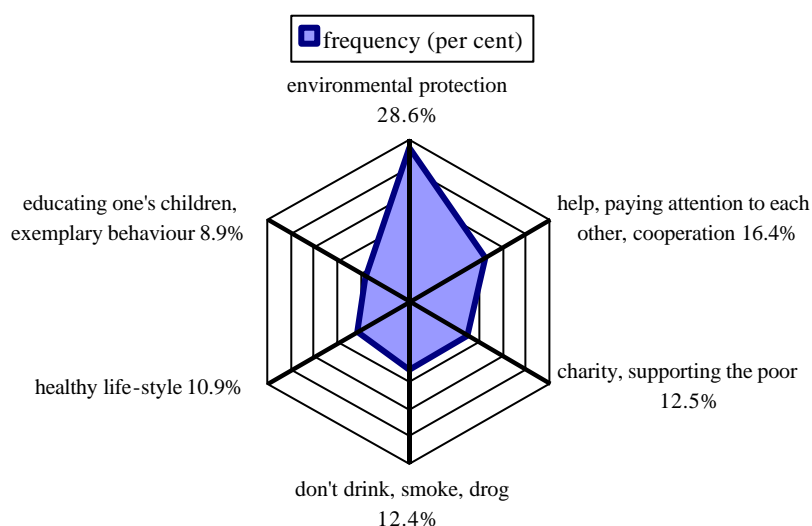 frequency (per cent)
environmental protection
28.6%
help, paying attention to each
other, cooperation 16.4%
charity, supporting the poor
12.5%
don't drink, smoke, drog
12.4%
healthy life-style 10.9%
educating one's children,
exemplary behaviour 8.9%